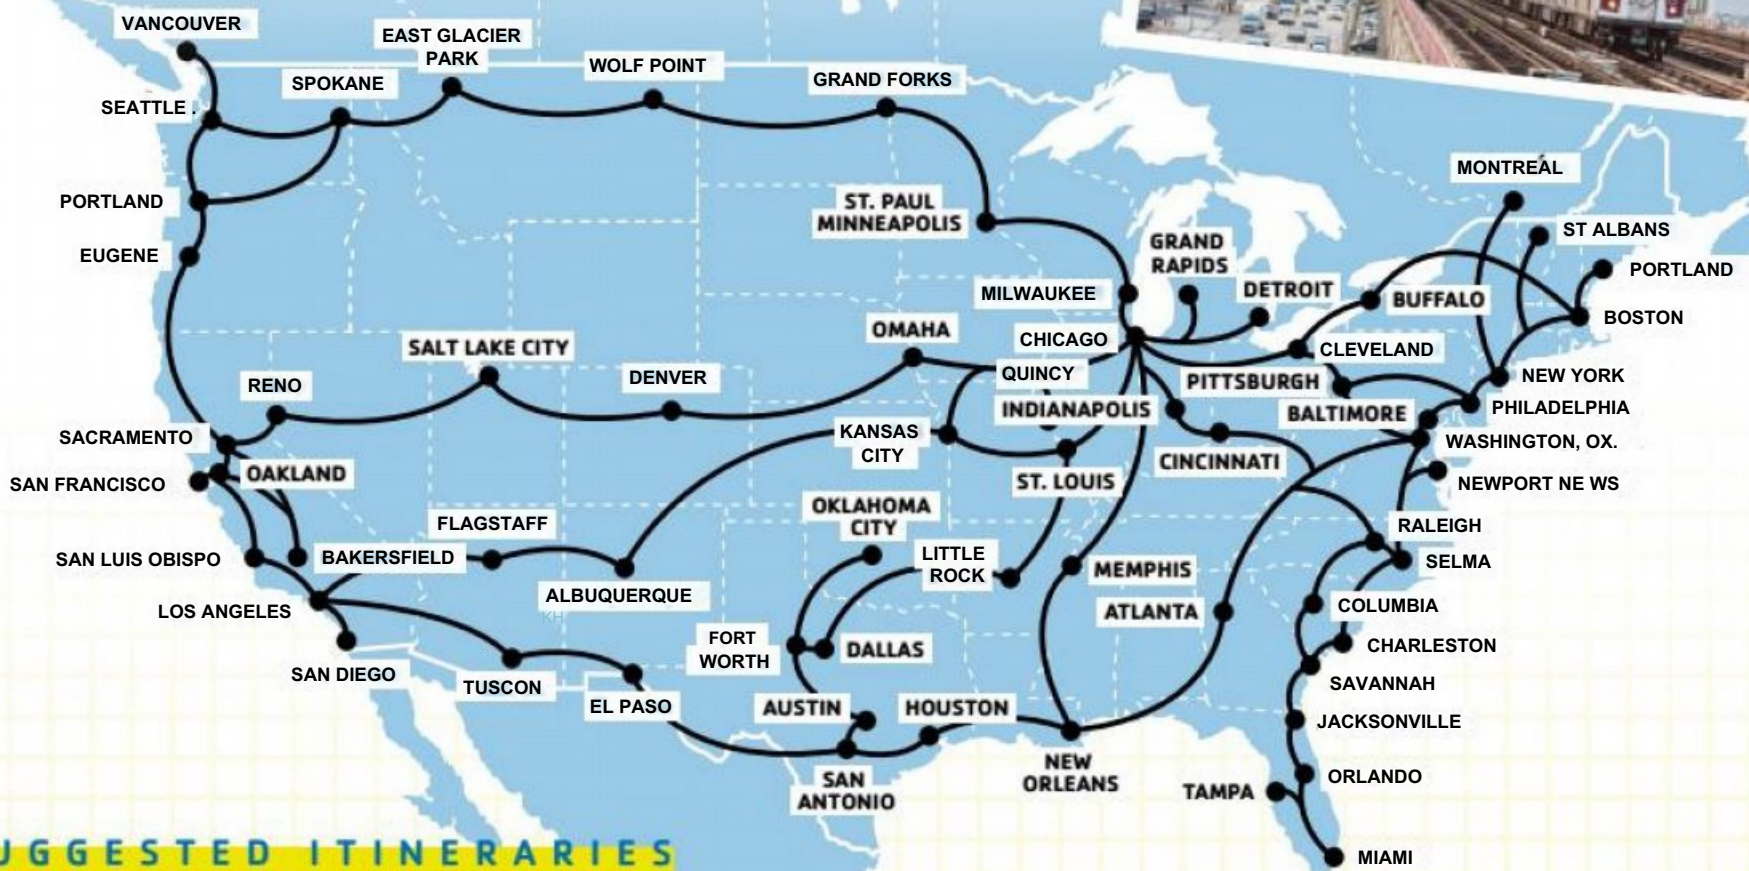 VANCOUVER
EAST GLACIER
PARK
WOLF POINT
GRAND FORKS
SPOKANE
SEATTLE .
MONTREAL
PORTLAND
ST. PAUL
MINNEAPOLIS
GRAND
RAPIDS
ST ALBANS
PORTLAND
EUGENE
MILWAUKEE
DETROIT
BUFFALO
BOSTON
OMAHA
CHICAGO
CLEVELAND
SALT LAKE CITY
RENO
DENVER
QUINCY
PITTSBURGH
NEW YORK
INDIANAPOLIS
BALTIMORE
PHILADELPHIA
SACRAMENTO
KANSAS
CITY
WASHINGTON, OX.
SAN FRANCISCO
OAKLAND
ST. LOUIS
CINCINNATI
NEWPORT NE WS
OKLAHOMA
CITY
FLAGSTAFF
RALEIGH
SAN LUIS OBISPO
BAKERSFIELD
LITTLE
ROCK
MEMPHIS
SELMA
ALBUQUERQUE
KH
LOS ANGELES
ATLANTA
COLUMBIA
FORT
WORTH
DALLAS
CHARLESTON
SAN DIEGO
TUSCON
EL PASO
SAVANNAH
AUSTIN
HOUSTON
JACKSONVILLE
SAN
ANTONIO
NEW
ORLEANS
TAMPA
ORLANDO
MIAMI
UGGESTED ITINERARIES